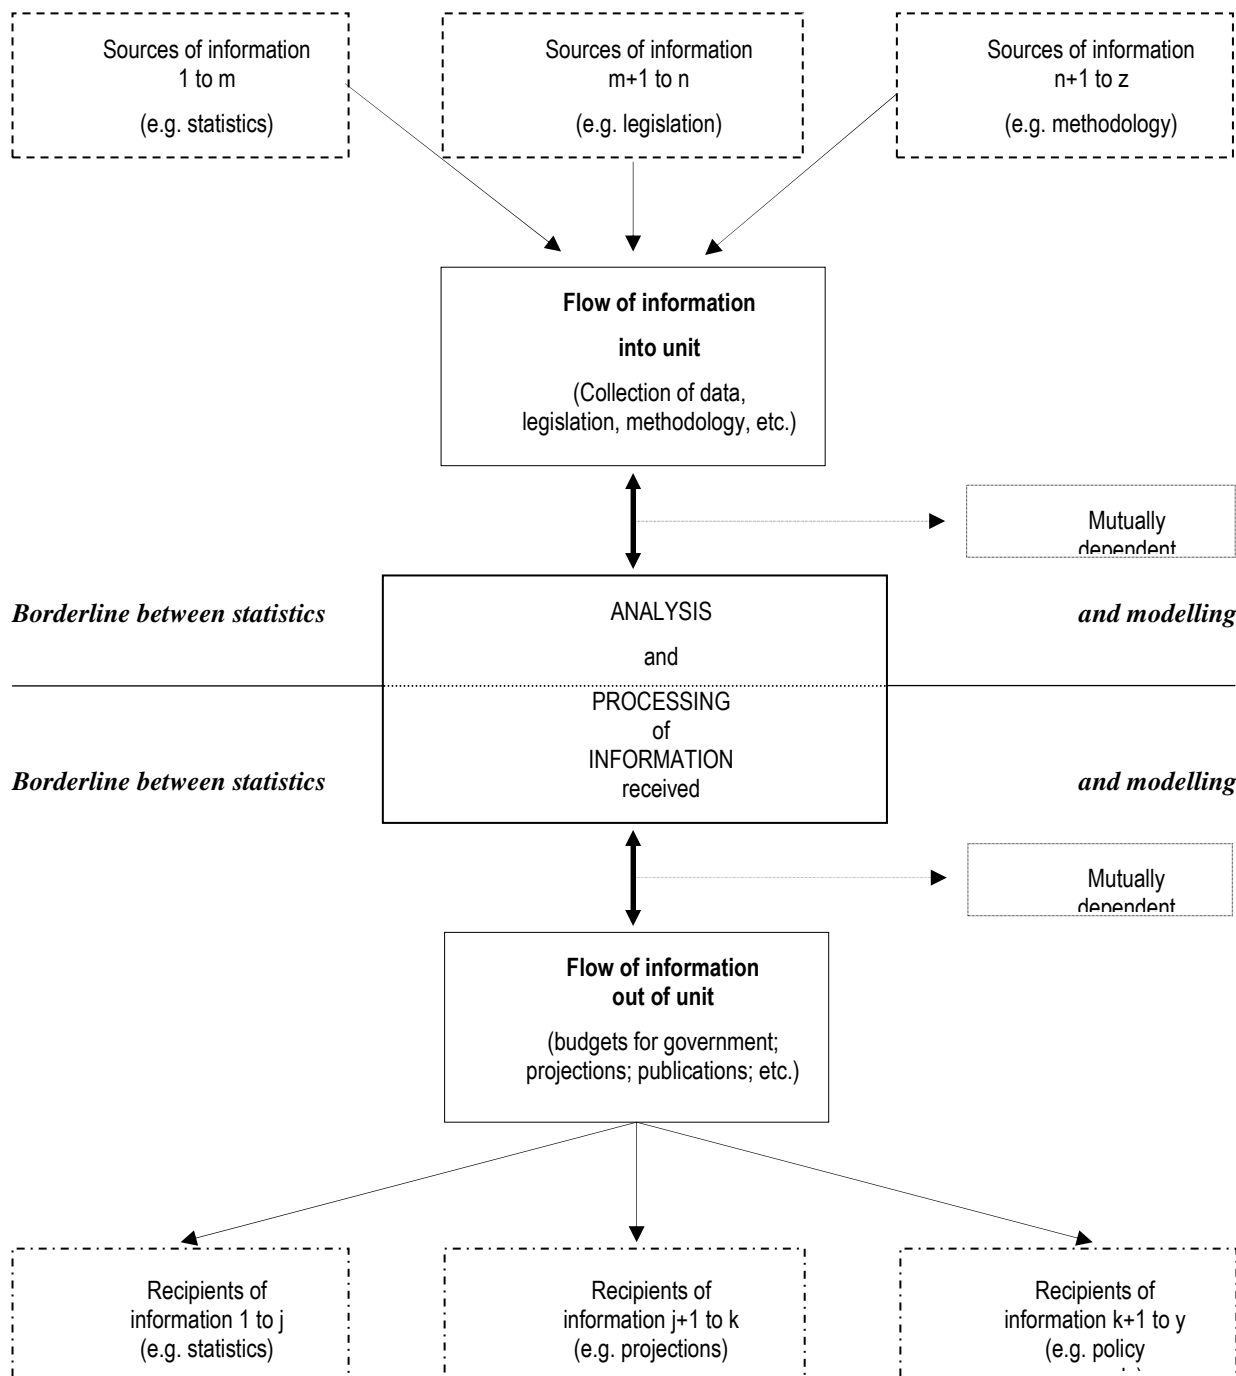 Sources of information
1 to m
(e.g. statistics)
Sources of information
m+1 to n
(e.g. legislation)
Sources of information
n+1 to z
(e.g. methodology)
Flow of information
into unit
(Collection of data,
legislation, methodology, etc.)
Mutually
dependent
Borderline between statistics
ANALYSIS
and modelling
and
PROCESSING
of
INFORMATION
received
Borderline between statistics
and modelling
Mutually
dependent
Flow of information
out of unit
(budgets for government;
projections; publications; etc.)
Recipients of
information 1 to j
(e.g. statistics)
Recipients of
information j+1 to k
(e.g. projections)
Recipients of
information k+1 to y
(e.g. policy